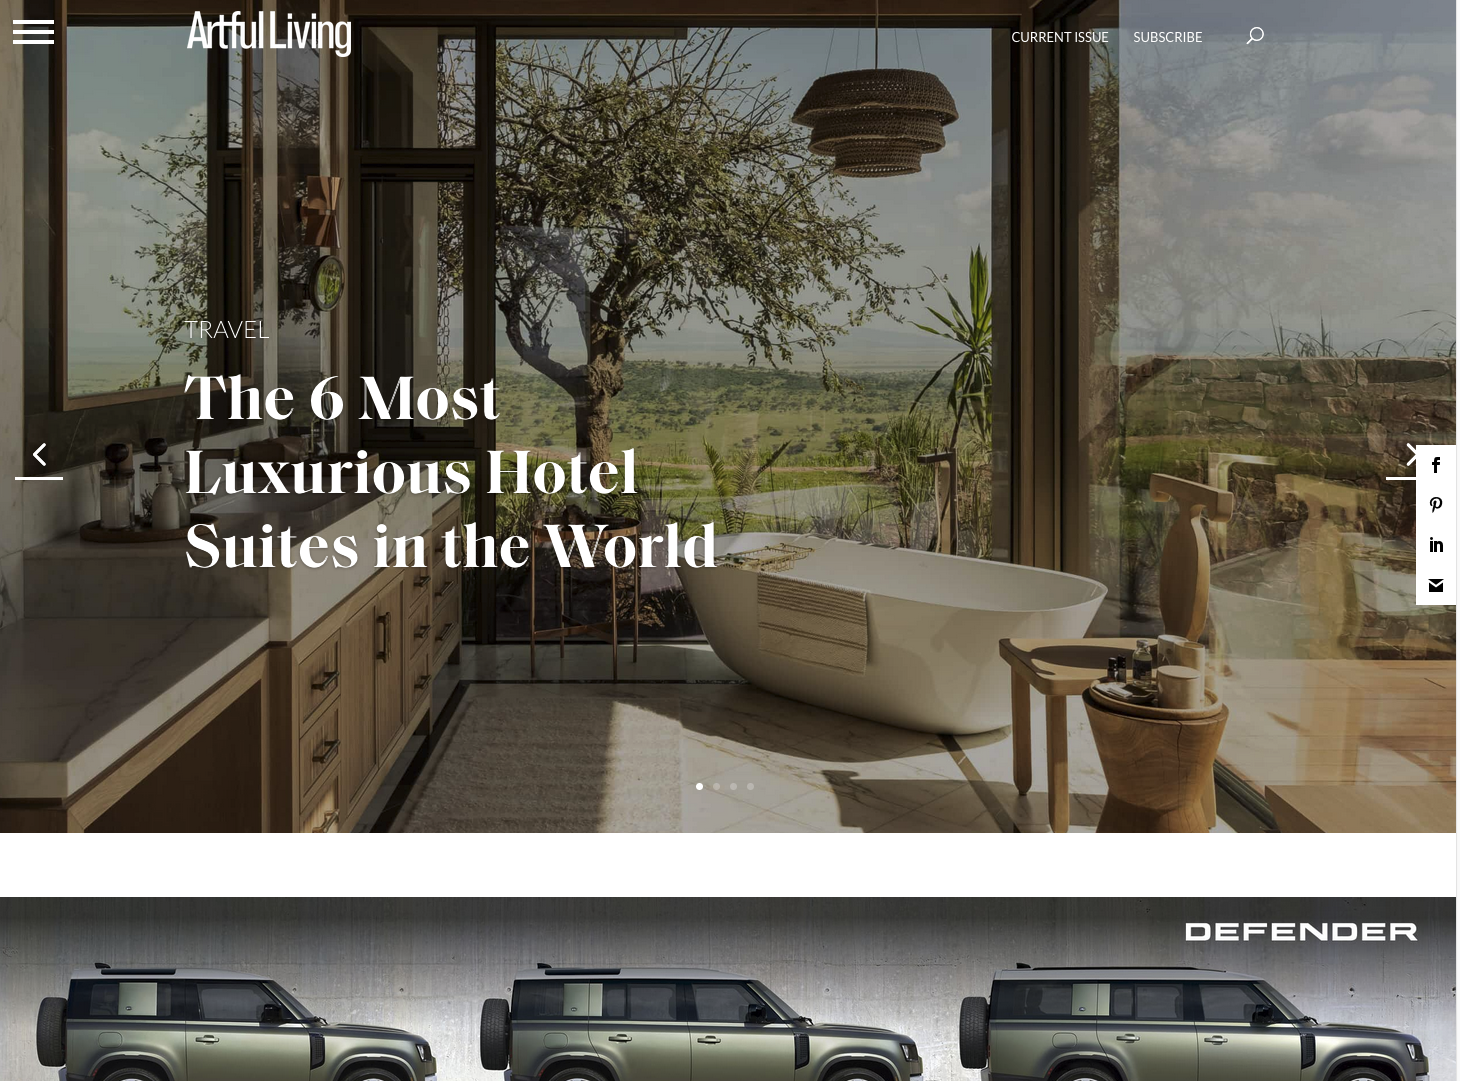 Artful Living
CURRENT ISSUE
SUBSCRIBE
TRAVEL
The 6 Most
Luxurious Hotel
Suites in the World
DEFENDER